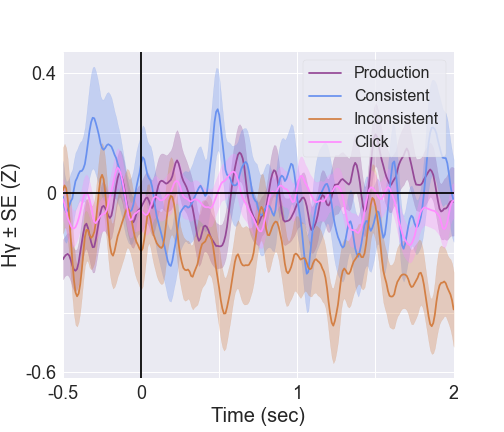 Production
Consistent
Inconsistent
Click
0.4
0
-0.6
Hγ ± SE (Z)
-0.5
0
1
2
Time (sec)